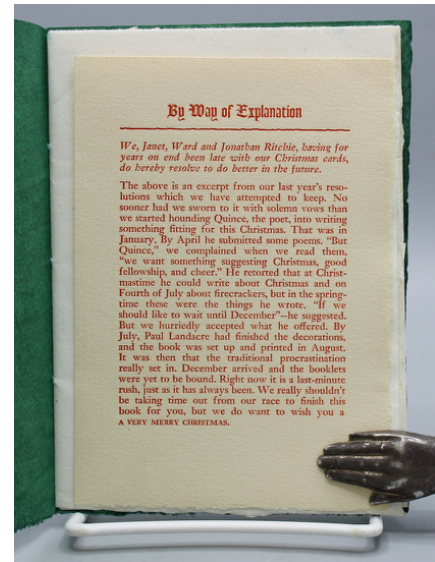 By Way of Explanation
We, Janet, Ward and Jonathan Ritchie, having for
years on end been late with our Christmas cards,
do hereby resolve to do better in the future.
The above is an excerpt from our last year's reso-
lutions which we have attempted to keep. No
sooner had we sworn to it with solemn vows than
we started hounding Quince, the poet, into writing
something fitting for this Christmas. That was in
January. By April he submitted some poems. "But
Quince," we complained when we read them,
"we want something suggesting Christmas, good
fellowship, and cheer." He retorted that at Christ-
mastime he could write about Christmas and on
Fourth of July about firecrackers, but in the spring-
time these were the things he wrote. "If we
should like to wait until December"—he suggested.
But we hurriedly accepted what he offered. By
July, Paul Landacre had finished the decorations,
and the book was set up and printed in August.
It was then that the traditional procrastination
really set in. December arrived and the booklets
were yet to be bound. Right now it is a last-minute
rush, just as it has always been. We really shouldn't
be taking time out from our race to finish this
book for you, but we do want to wish you a
A VERY MERRY CHRISTMAS.